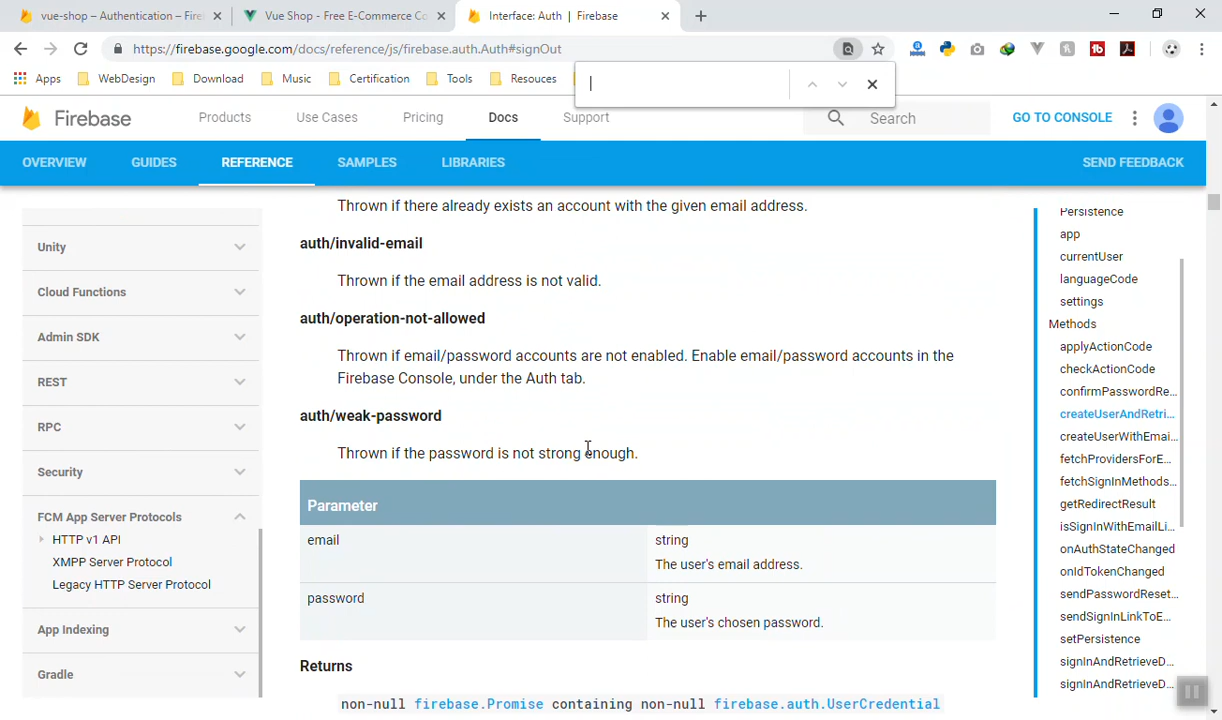 vue-shop – Authentication – Fire
Vue Shop - Free E-Commerce Co
Interface: Auth | Firebase
https://firebase.google.com/docs/reference/js/firebase.auth.Auth#signOut
Apps
WebDesign
Download
Music
Certification
Tools
Resouces
Firebase
Products
Use Cases
Pricing
Docs
Support
Search
GO TO CONSOLE
OVERVIEW
GUIDES
REFERENCE
SAMPLES
LIBRARIES
SEND FEEDBACK
Unity
Cloud Functions
Admin SDK
REST
RPC
Security
FCM App Server Protocols
HTTP v1 API
XMPP Server Protocol
Legacy HTTP Server Protocol
App Indexing
Gradle
Thrown if there already exists an account with the given email address.
auth/invalid-email
Thrown if the email address is not valid.
auth/operation-not-allowed
Thrown if email/password accounts are not enabled. Enable email/password accounts in the
Firebase Console, under the Auth tab.
auth/weak-password
Thrown if the password is not strong enough.
Parameter
email
string
The user's email address.
password
string
The user's chosen password.
Returns
non-null firebase.Promise containing non-null firebase.auth.UserCredential
Persistence
app
currentUser
languageCode
settings
Methods
applyActionCode
checkActionCode
confirmPasswordRe...
createUserAndRetri...
createUserWithEmai...
fetchProvidersForE...
fetchSignInMethods...
getRedirectResult
isSignInWithEmailLi...
onAuthStateChanged
onIdTokenChanged
sendPasswordReset...
sendSignInLinkToE...
setPersistence
signInAndRetrieveD...
signInAndRetrieveD...